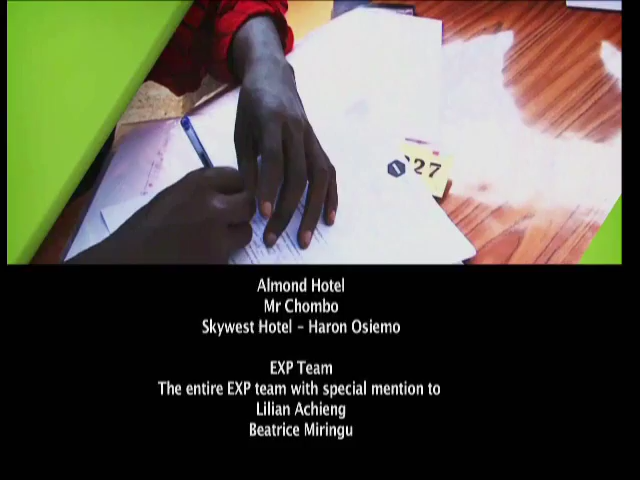 027
Almond Hotel
Mr Chombo
Skywest Hotel – Haron Osiemo
EXP Team
The entire EXP team with special mention to
Lilian Achieng
Beatrice Miringu